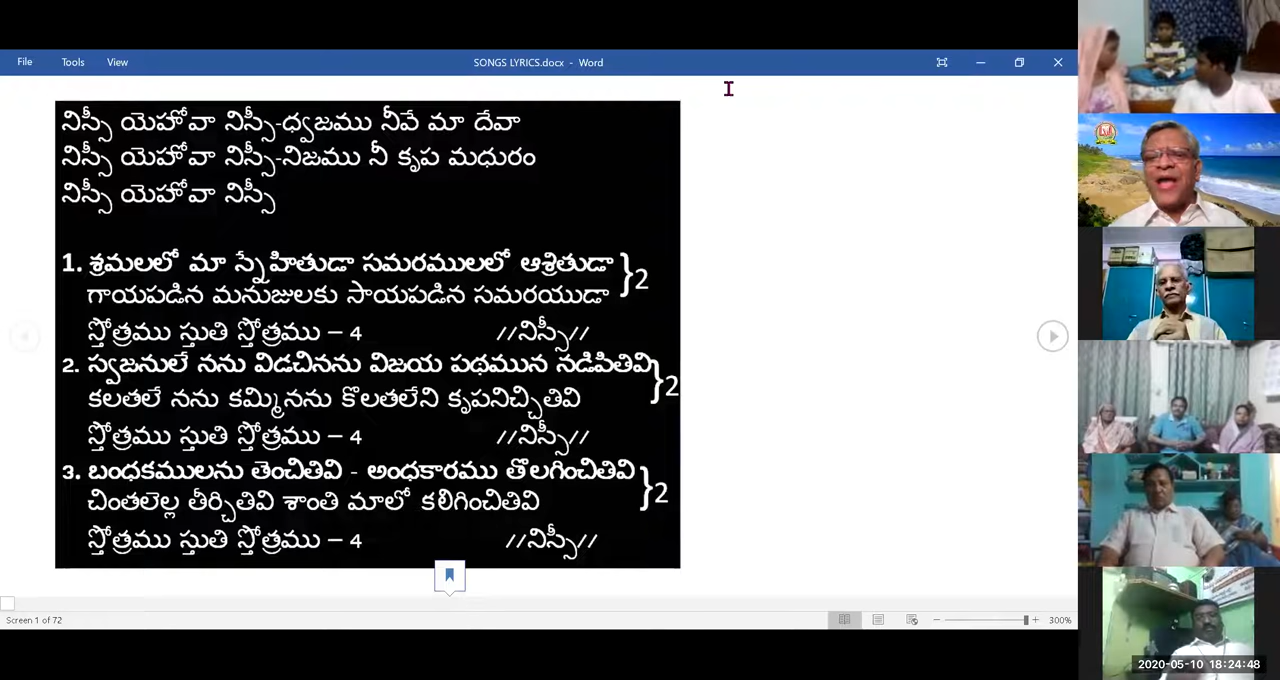 File Tools View SONGS LYRICS.docx - Word
నిస్సీ యెహోవా నిస్సీ-ధ్వజము నీవే మా దేవా
నిస్సీ యెహోవా నిస్సీ-నిజము నీ కృప మధురం
నిస్సీ యెహోవా నిస్సీ
1. శ్రమలలో మా స్నేహితుడా సమరములలో ఆశ్రితుడా }2
గాయపడిన మనుజులకు సాయపడిన సమరయుడా
స్తోత్రము స్తుతి స్తోత్రము – 4 //నిస్సీ//
2. స్వజనులే నను విడచినను విజయ పథమున నడిపితివి }2
కలతలే నను కమ్మినను కొలతలేని కృపనిచ్చితివి
స్తోత్రము స్తుతి స్తోత్రము – 4 //నిస్సీ//
3. బంధకములను తెంచితివి - అంధకారము తొలగించితివి }2
చింతలెల్ల తీర్చితివి శాంతి మాలో కలిగించితివి
స్తోత్రము స్తుతి స్తోత్రము – 4 //నిస్సీ//
Screen 1 of 72 300%
2020-05-10 18:24:48